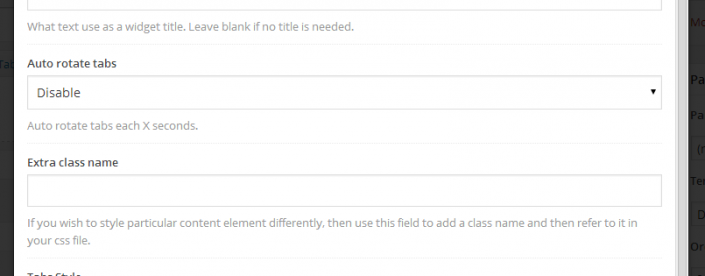 What text use as a widget title. Leave blank if no title is needed.
Auto rotate tabs
Disable
Auto rotate tabs each X seconds.
Extra class name
If you wish to style particular content element differently, then use this field to add a class name and then refer to it in
your css file.
Tabs Style